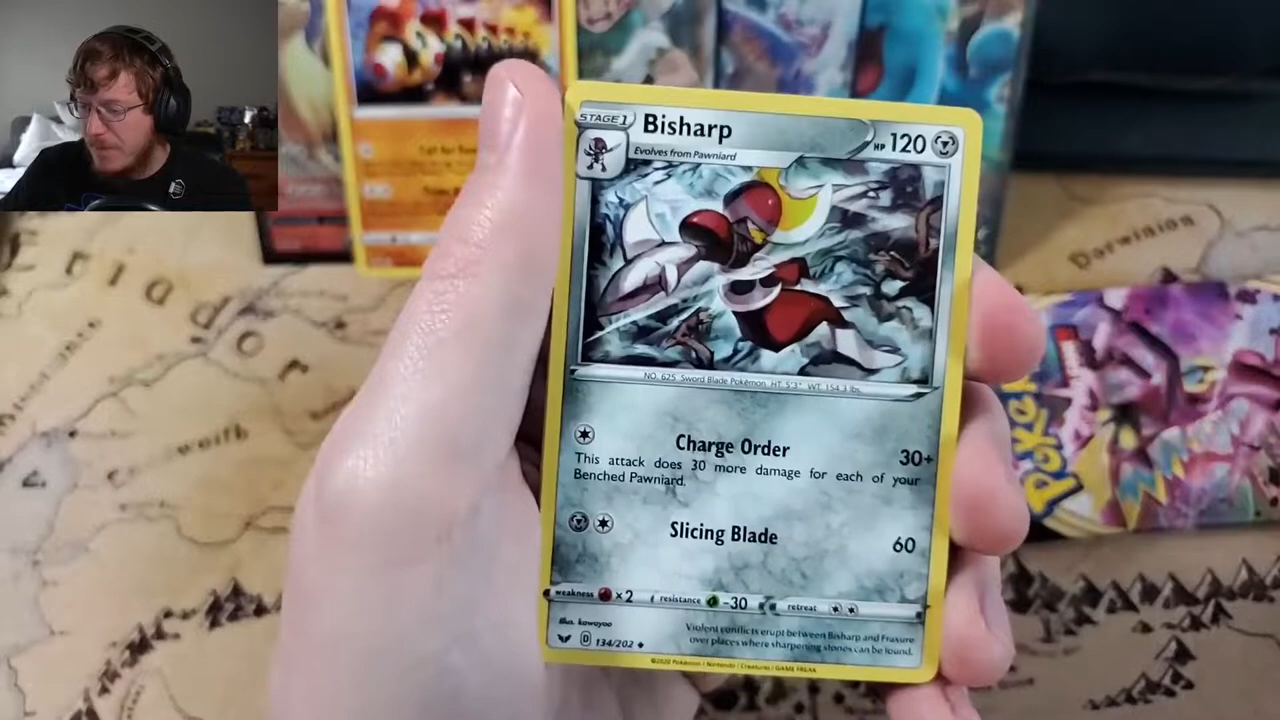 STAGE 1
Bisharp
HP 120
Evolves from Pawniard
NO. 625 Sword Blade Pokémon HT: 5'3" WT: 154.3 lbs.
Charge Order 30+
This attack does 30 more damage for each of your
Benched Pawniard.
Slicing Blade 60
weakness ×2 resistance -30 retreat
Illus. kawayoo
D 134/202
Violent conflicts erupt between Bisharp and Fraxure
over places where sharpening stones can be found.
©2020 Pokémon / Nintendo / Creatures / GAME FREAK
riador
Dorwinion